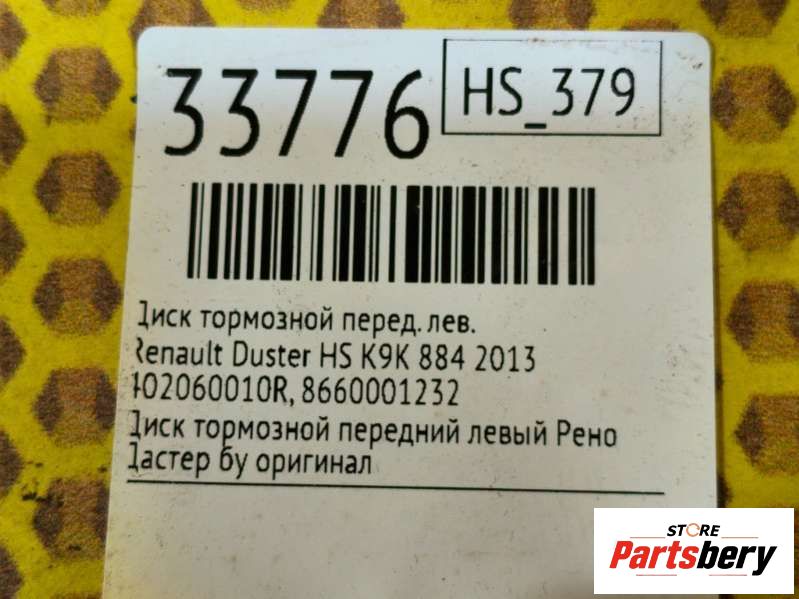 33776
HS_379
Диск тормозной перед. лев.
Renault Duster HS K9K 884 2013
402060010R, 8660001232
Диск тормозной передний левый Рено
Дастер бу оригинал
STORE
Partsbery